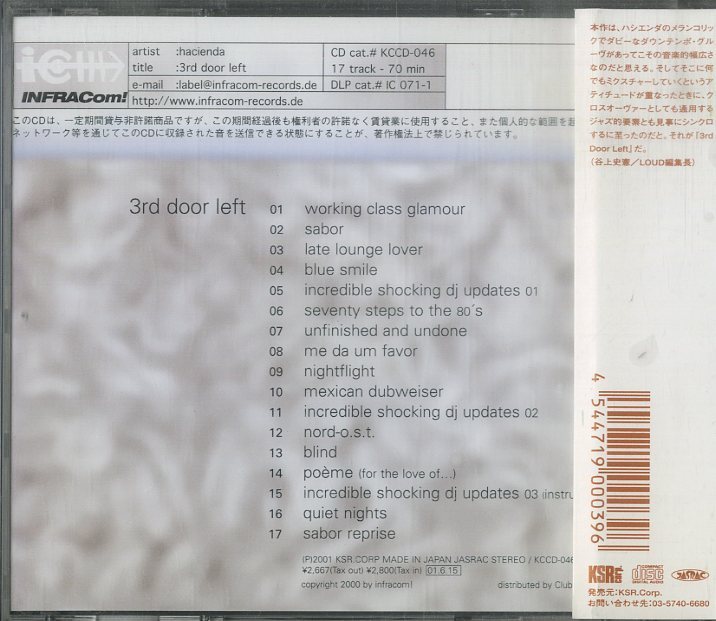 artist :hacienda
title :3rd door left
e-mail :label@infracom-records.de
http://www.infracom-records.de
CD cat.# KCCD-046
17 track - 70 min
DLP cat.# IC 071-1
INFRACom!
このCDは、一定期間貸与非許諾商品ですが、この期間経過後も権利者の許諾なく賃貸業に使用すること、また個人的な範囲を超
ネットワーク等を通じてこのCDに収録された音を送信できる状態にすることが、著作権法上で禁じられています。
3rd door left
01 working class glamour
02 sabor
03 late lounge lover
04 blue smile
05 incredible shocking dj updates 01
06 seventy steps to the 80´s
07 unfinished and undone
08 me da um favor
09 nightflight
10 mexican dubweiser
11 incredible shocking dj updates 02
12 nord-o.s.t.
13 blind
14 poème (for the love of...)
15 incredible shocking dj updates 03 (instru
16 quiet nights
17 sabor reprise
(P)2001 KSR.CORP MADE IN JAPAN JASRAC STEREO / KCCD-046
¥2,667(Tax out) ¥2,800(Tax in) 01.6.15
copyright 2000 by infracom! distributed by Club
本作は、ハシエンダのメランコリッ
クでダビーなダウンテンポ・グル
ーヴがあってこその音楽的幅広さ
なのだと思える。そしてそこに何
でもミクスチャーしていくというア
ティチュードが重なったときに、ク
ロスオーヴァーとしても通用する
ジャズ的要素とも見事にシンクロ
するに至ったのだと。それが『3rd
Door Left』だ。
(谷上史憲/LOUD編集長)
4 544719 000396
KSR
COMPACT
disc
DIGITAL AUDIO
JASRAC
発売元:KSR.Corp.
お問い合わせ先:03-5740-6680